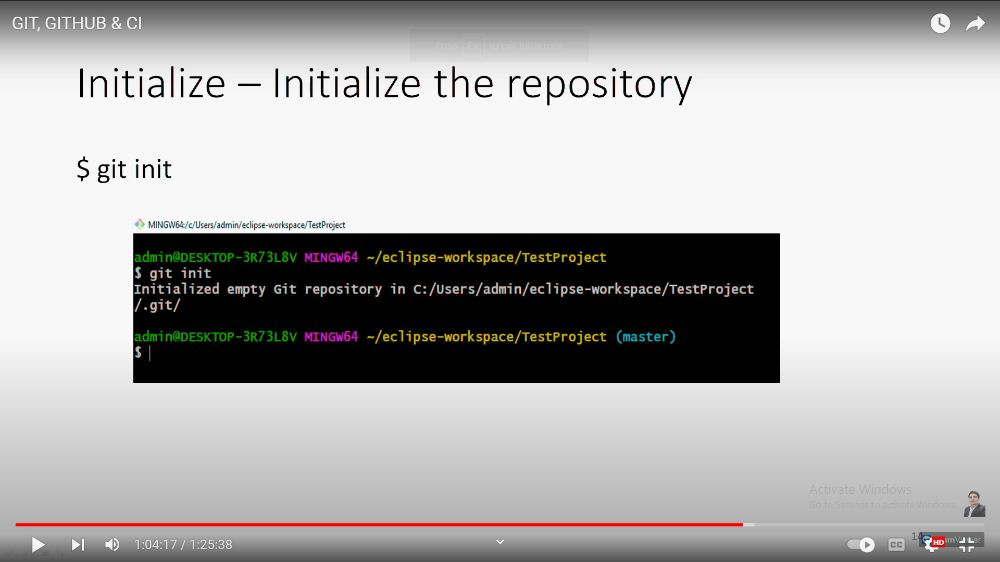 GIT, GITHUB & CI
Press Esc to exit full screen
Initialize – Initialize the repository
$ git init
MINGW64:/c/Users/admin/eclipse-workspace/TestProject
admin@DESKTOP-3R73L8V MINGW64 ~/eclipse-workspace/TestProject
$ git init
Initialized empty Git repository in C:/Users/admin/eclipse-workspace/TestProject
/.git/
admin@DESKTOP-3R73L8V MINGW64 ~/eclipse-workspace/TestProject (master)
$
Activate Windows
Go to Settings to activate Windows.
1:04:17 / 1:25:38
CC
14
HD